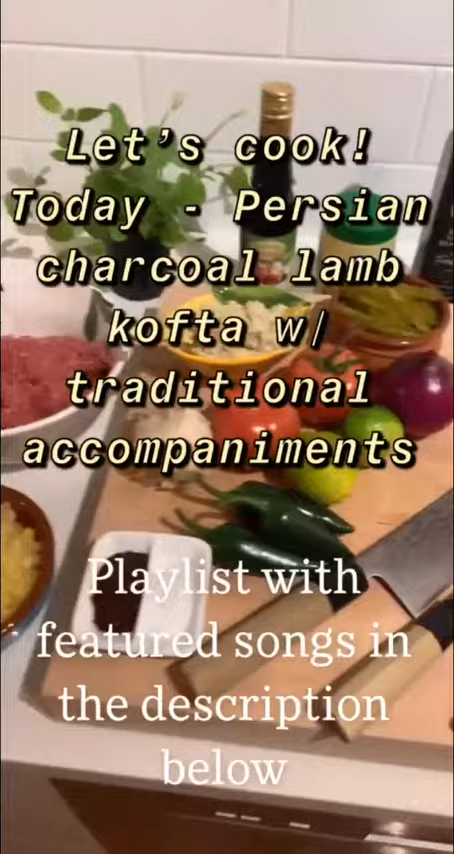 Let's cook!
Today - Persian
charcoal lamb
kofta w/
traditional
accompaniments
Playlist with
featured songs in
the description
below